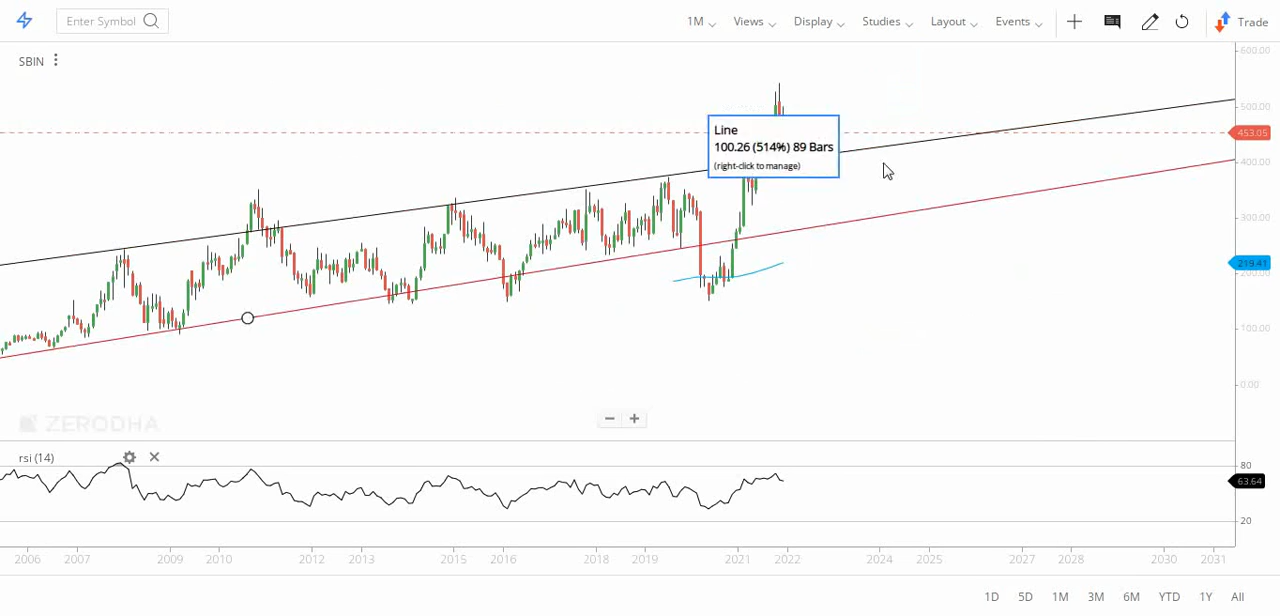 Enter Symbol
1M Views Display Studies Layout Events Trade
SBIN
600.00
500.00
453.05
400.00
300.00
219.41
200.00
100.00
0.00
Line
100.26 (514%) 89 Bars
(right-click to manage)
ZERODHA
rsi (14)
80
63.64
20
2006 2007 2009 2010 2012 2013 2015 2016 2018 2019 2021 2022 2024 2025 2027 2028 2030 2031
1D 5D 1M 3M 6M YTD 1Y All